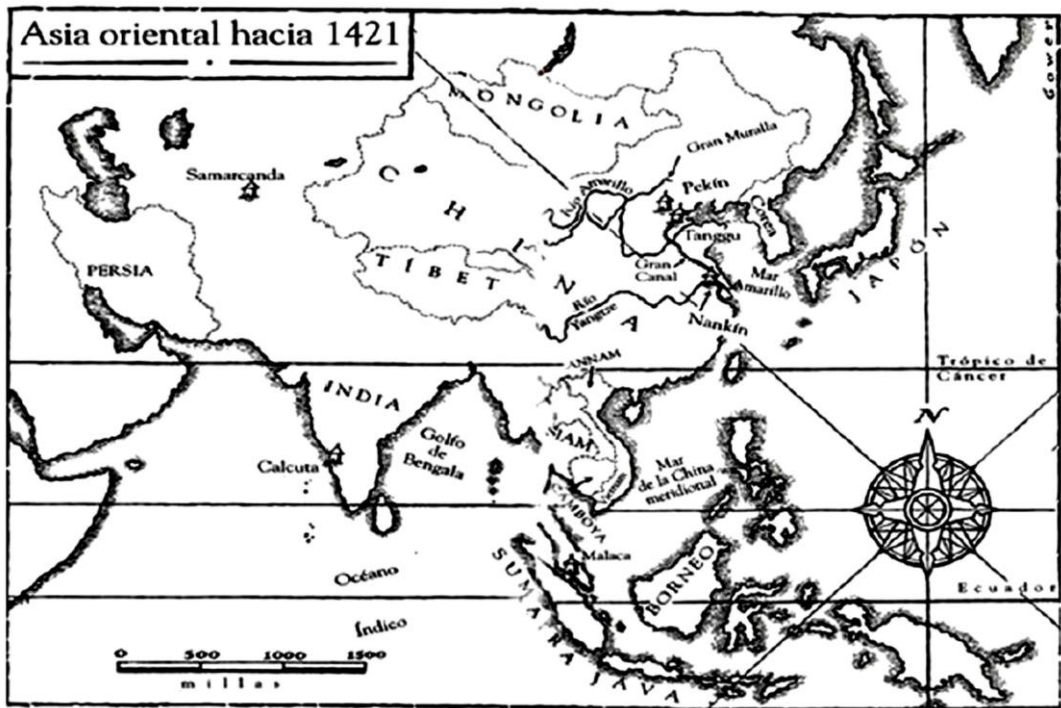 Asia oriental hacia 1421
Gower
MONGOLIA
Gran Muralla
Samarcanda
CHINA
Río Amarillo
Pekín
Corea
Tanggu
PERSIA
TÍBET
Gran
Canal
Mar
Amarillo
JAPÓN
Río
Yangtze
Nankín
ANNAM
Trópico de
Cáncer
INDIA
N
SIAM
Golfo
de
Bengala
Calcuta
Mar
de la China
meridional
CAMBOYA
Malaca
SUMATRA
BORNEO
Océano
Índico
Ecuador
JAVA
0 500 1000 1500
millas